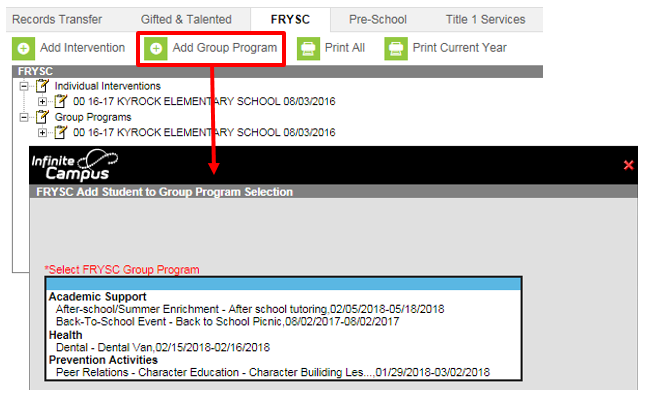 Records Transfer Gifted & Talented FRYSC Pre-School Title 1 Services
Add Intervention Add Group Program Print All Print Current Year
FRYSC
Individual Interventions
00 16-17 KYROCK ELEMENTARY SCHOOL 08/03/2016
Group Programs
00 16-17 KYROCK ELEMENTARY SCHOOL 08/03/2016
Infinite
Campus
FRYSC Add Student to Group Program Selection
*Select FRYSC Group Program
Academic Support
After-school/Summer Enrichment - After school tutoring,02/05/2018-05/18/2018
Back-To-School Event - Back to School Picnic,08/02/2017-08/02/2017
Health
Dental - Dental Van,02/15/2018-02/16/2018
Prevention Activities
Peer Relations - Character Education - Character Buiilding Les...,01/29/2018-03/02/2018